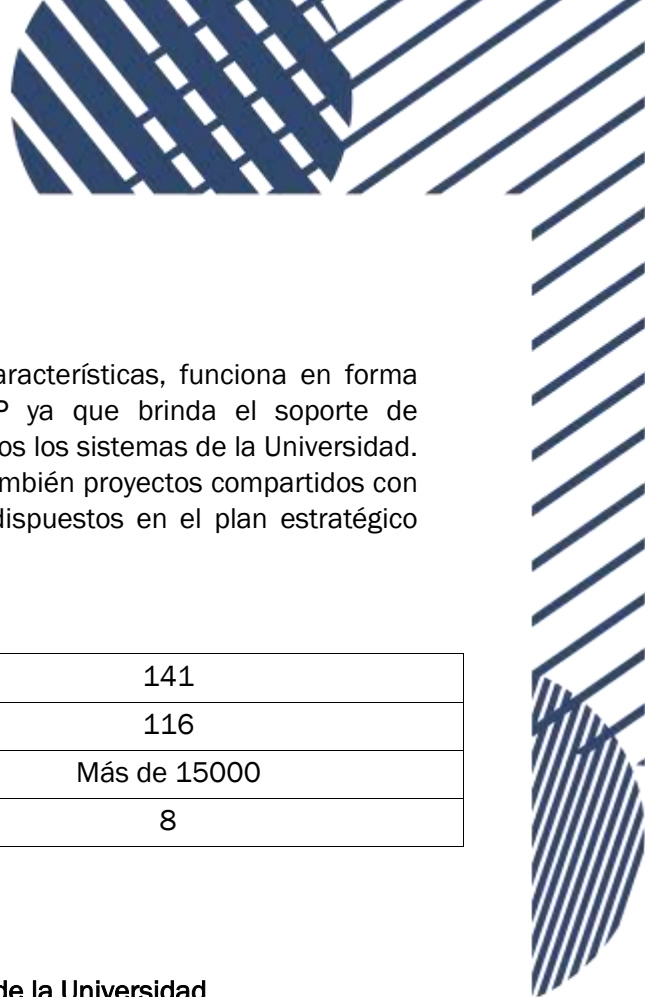 aracterísticas, funciona en forma
P ya que brinda el soporte de
os los sistemas de la Universidad.
mbién proyectos compartidos con
dispuestos en el plan estratégico
141
116
Más de 15000
8
de la Universidad